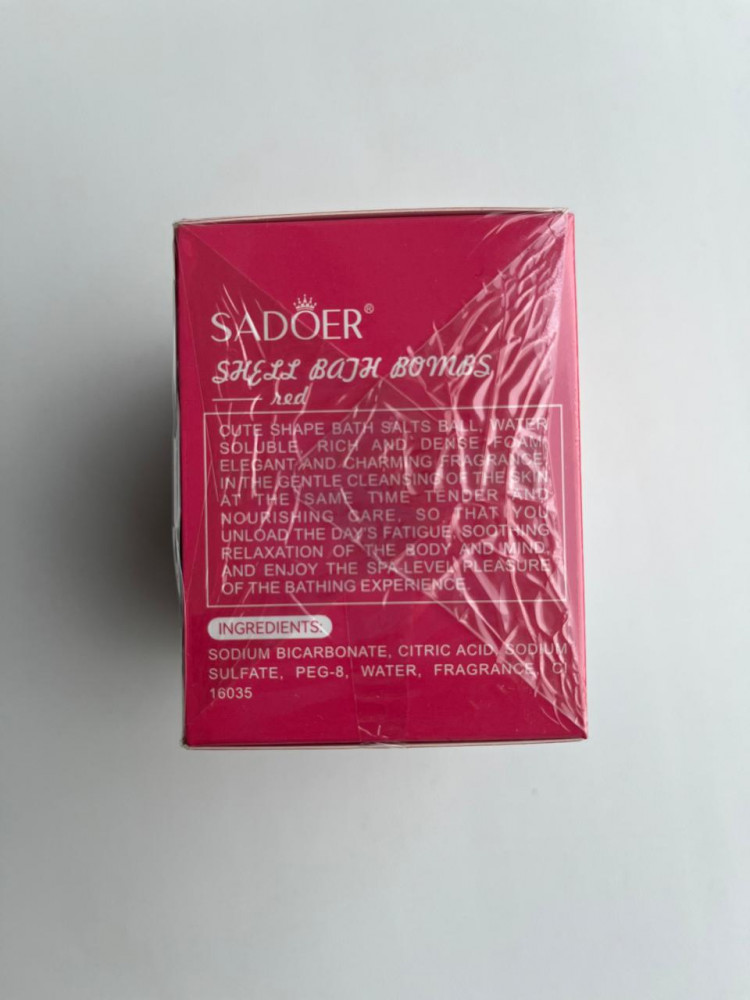 SADOER®
SHELL BATH BOMBS
red
CUTE SHAPE BATH SALTS BALL, WATER
SOLUBLE RICH AND DENSE FOAM,
ELEGANT AND CHARMING FRAGRANCE,
IN THE GENTLE CLEANSING OF THE SKIN
AT THE SAME TIME TENDER AND
NOURISHING CARE, SO THAT YOU
UNLOAD THE DAY'S FATIGUE, SOOTHING
RELAXATION OF THE BODY AND MIND,
AND ENJOY THE SPA-LEVEL PLEASURE
OF THE BATHING EXPERIENCE.
INGREDIENTS:
SODIUM BICARBONATE, CITRIC ACID, SODIUM
SULFATE, PEG-8, WATER, FRAGRANCE, CI
16035